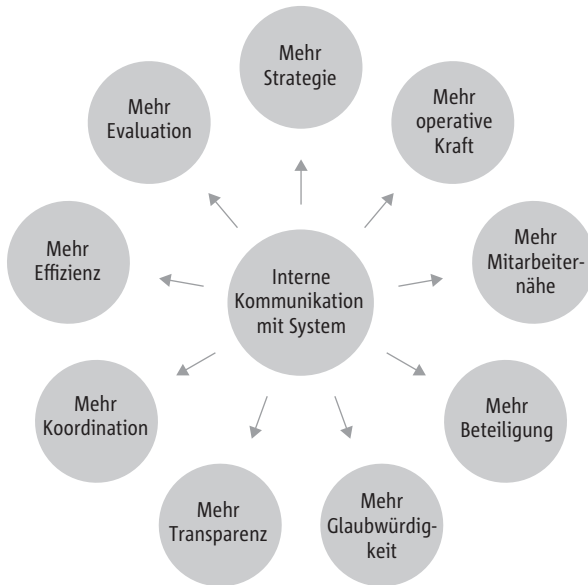 Mehr
Strategie
Mehr
operative
Kraft
Mehr
Mitarbeiter-
nähe
Mehr
Beteiligung
Mehr
Glaubwürdig-
keit
Mehr
Transparenz
Mehr
Koordination
Mehr
Effizienz
Mehr
Evaluation
Interne
Kommunikation
mit System